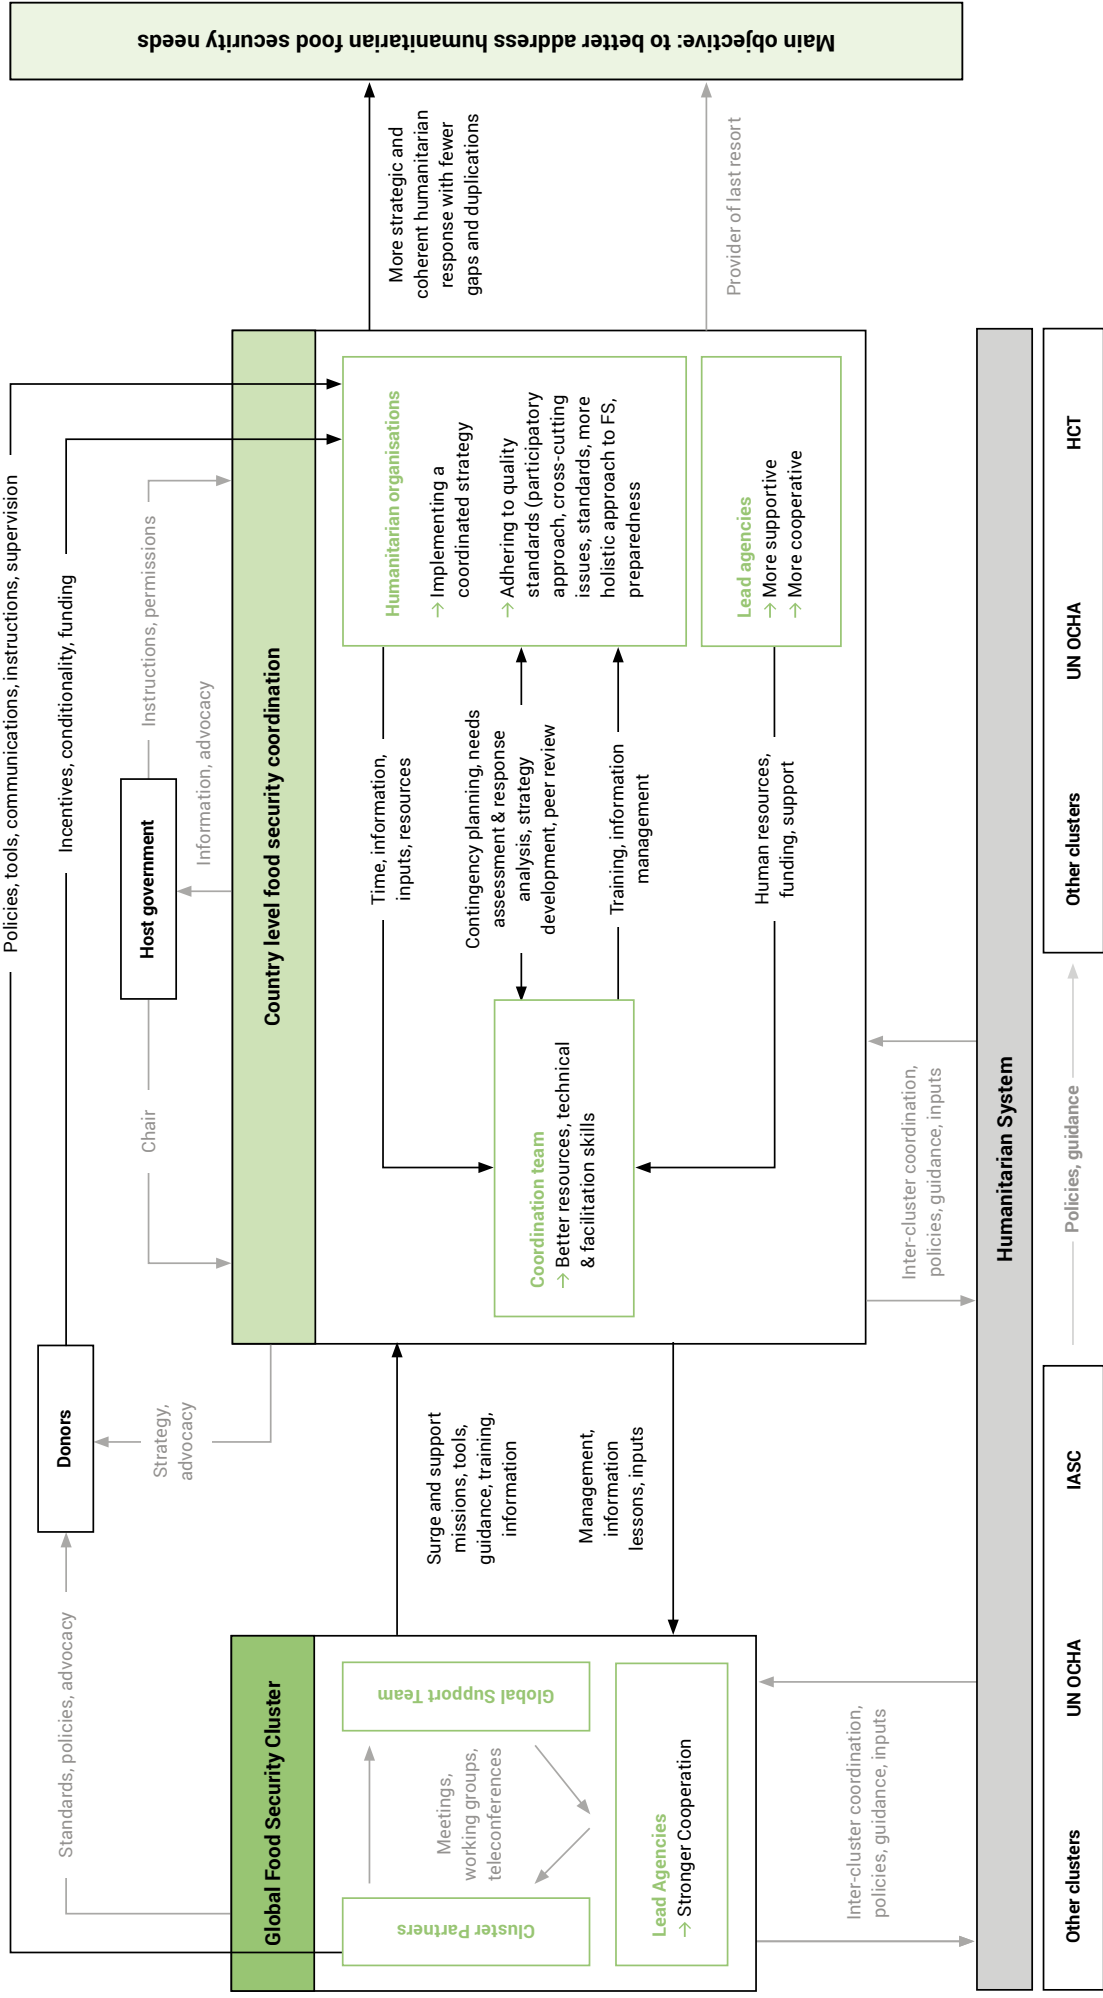 Policies, tools, communications, instructions, supervision
Incentives, conditionality, funding
Standards, policies, advocacy
Donors
Strategy,
advocacy
Chair
Host government
Instructions, permissions
Information, advocacy
Global Food Security Cluster
Cluster Partners
Meetings,
working groups,
teleconferences
Global Support Team
Lead Agencies
→ Stronger Cooperation
Surge and support
missions, tools,
guidance, training,
information
Management,
information
lessons, inputs
Country level food security coordination
Coordination team
→ Better resources, technical
& facilitation skills
Time, information,
inputs, resources
Contingency planning, needs
assessment & response
analysis, strategy
development, peer review
Training, information
management
Human resources,
funding, support
Humanitarian organisations
→ Implementing a
coordinated strategy
→ Adhering to quality
standards (participatory
approach, cross-cutting
issues, standards, more
holistic approach to FS,
preparedness
Lead agencies
→ More supportive
→ More cooperative
More strategic and
coherent humanitarian
response with fewer
gaps and duplications
Provider of last resort
Main objective: to better address humanitarian food security needs
Inter-cluster coordination,
policies, guidance, inputs
Inter-cluster coordination,
policies, guidance, inputs
Humanitarian System
Other clusters
UN OCHA
IASC
Policies, guidance
Other clusters
UN OCHA
HCT